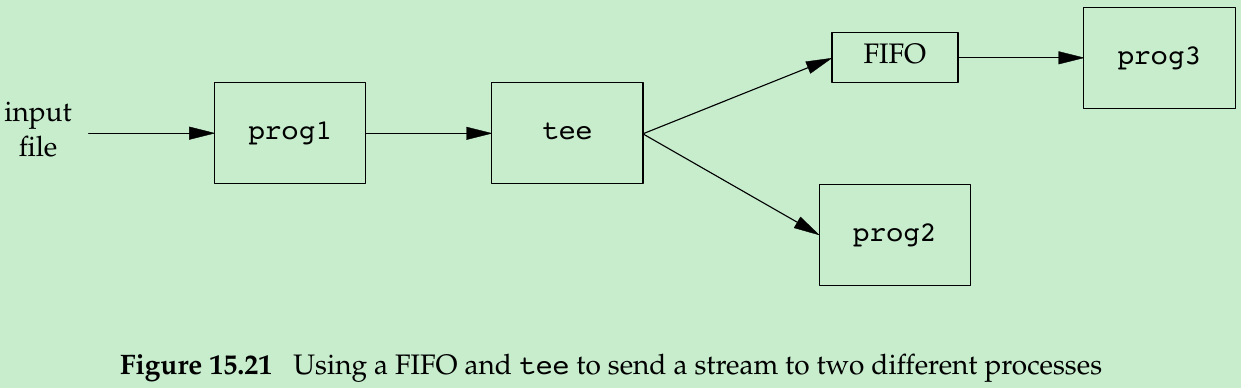 input
file
prog1
tee
FIFO
prog3
prog2
Figure 15.21 Using a FIFO and tee to send a stream to two different processes